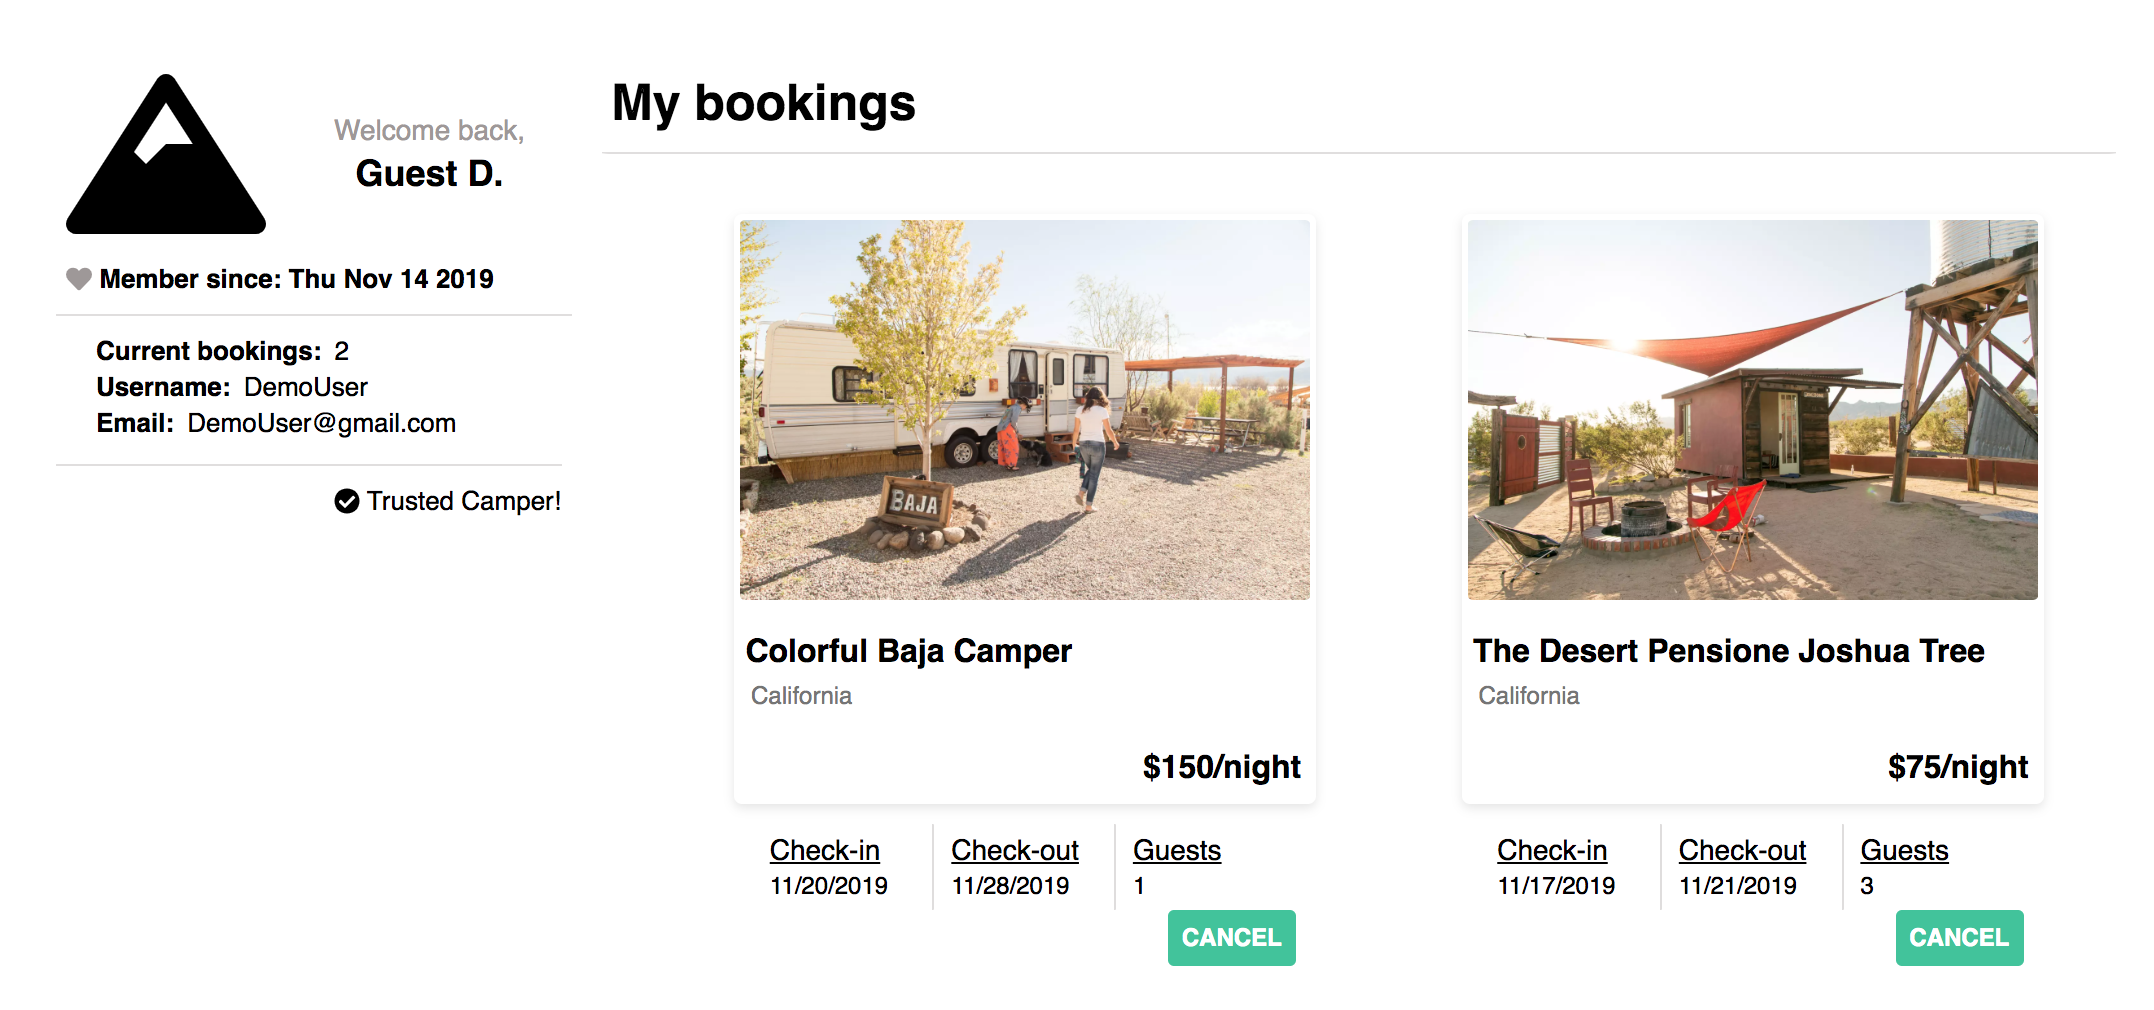 Welcome back,
Guest D.
Member since: Thu Nov 14 2019
Current bookings: 2
Username: DemoUser
Email: DemoUser@gmail.com
Trusted Camper!
My bookings
BAJA
Colorful Baja Camper
California
$150/night
Check-in Check-out Guests
11/20/2019 11/28/2019 1
CANCEL
The Desert Pensione Joshua Tree
California
$75/night
Check-in Check-out Guests
11/17/2019 11/21/2019 3
CANCEL